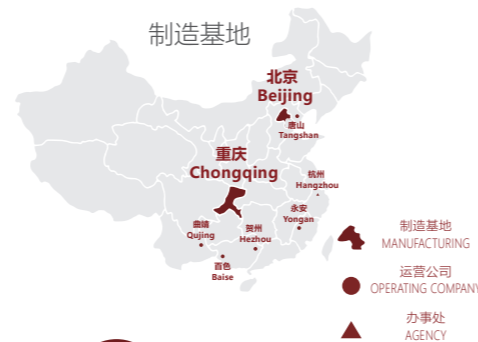 制造基地
北京
Beijing
唐山
Tangshan
重庆
Chongqing
杭州
Hangzhou
永安
Yongan
曲靖
Qujing
贺州
Hezhou
百色
Baise
制造基地
MANUFACTURING
运营公司
OPERATING COMPANY
办事处
AGENCY